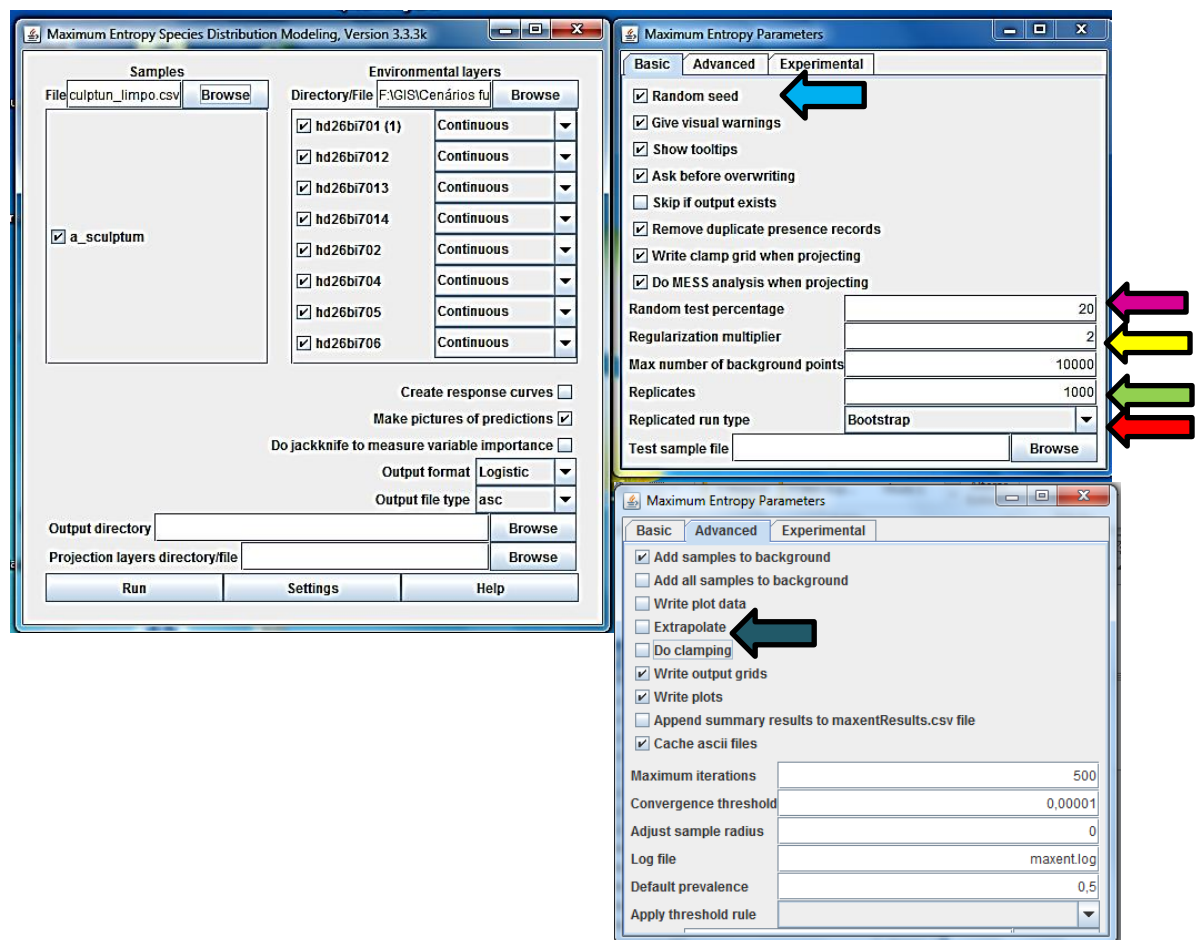 Maximum Entropy Species Distribution Modeling, Version 3.3.3k
Samples
File culptun_limpo.csv Browse
a_sculptum
Environmental layers
Directory/File F:\GIS\Cenários fu Browse
hd26bi701 (1) Continuous
hd26bi7012 Continuous
hd26bi7013 Continuous
hd26bi7014 Continuous
hd26bi702 Continuous
hd26bi704 Continuous
hd26bi705 Continuous
hd26bi706 Continuous
Create response curves
Make pictures of predictions
Do jackknife to measure variable importance
Output format Logistic
Output file type asc
Output directory Browse
Projection layers directory/file Browse
Run Settings Help
Maximum Entropy Parameters
Basic Advanced Experimental
Random seed
Give visual warnings
Show tooltips
Ask before overwriting
Skip if output exists
Remove duplicate presence records
Write clamp grid when projecting
Do MESS analysis when projecting
Random test percentage 20
Regularization multiplier 2
Max number of background points 10000
Replicates 1000
Replicated run type Bootstrap
Test sample file Browse
Maximum Entropy Parameters
Basic Advanced Experimental
Add samples to background
Add all samples to background
Write plot data
Extrapolate
Do clamping
Write output grids
Write plots
Append summary results to maxentResults.csv file
Cache ascii files
Maximum iterations 500
Convergence threshold 0,00001
Adjust sample radius 0
Log file maxent.log
Default prevalence 0,5
Apply threshold rule